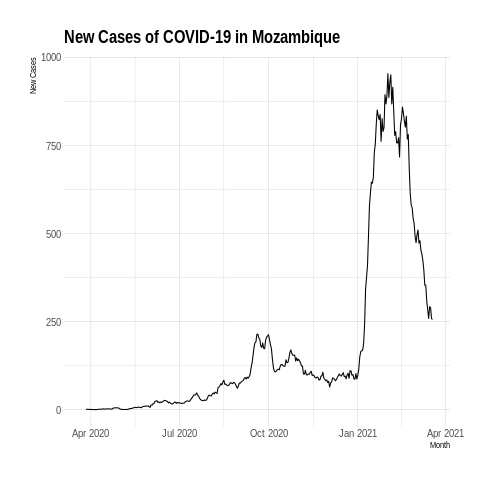 New Cases of COVID-19 in Mozambique
New Cases
1000
750
500
250
0
Apr 2020 Jul 2020 Oct 2020 Jan 2021 Apr 2021
Month